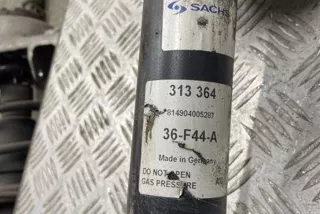 SACHS
313 364
814904005287
36-F44-A
Made in Germany
DO NOT OPEN
GAS PRESSURE